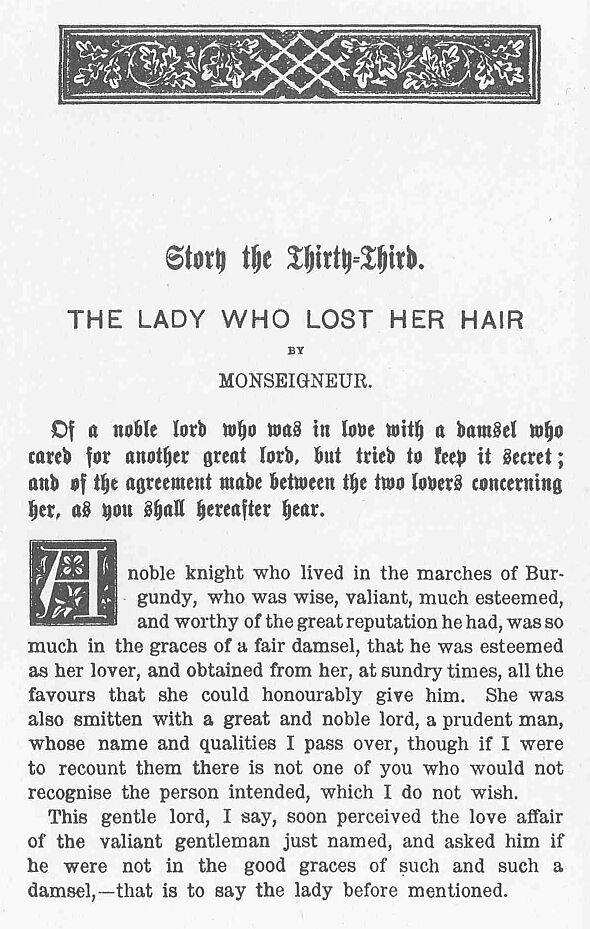 Story the Thirty-Third.
THE LADY WHO LOST HER HAIR
BY
MONSEIGNEUR.
Of a noble lord who was in love with a damsel who
cared for another great lord, but tried to keep it secret;
and of the agreement made between the two lovers concerning
her, as you shall hereafter hear.
A noble knight who lived in the marches of Bur-
gundy, who was wise, valiant, much esteemed,
and worthy of the great reputation he had, was so
much in the graces of a fair damsel, that he was esteemed
as her lover, and obtained from her, at sundry times, all the
favours that she could honourably give him. She was
also smitten with a great and noble lord, a prudent man,
whose name and qualities I pass over, though if I were
to recount them there is not one of you who would not
recognise the person intended, which I do not wish.
This gentle lord, I say, soon perceived the love affair
of the valiant gentleman just named, and asked him if
he were not in the good graces of such and such a
damsel,—that is to say the lady before mentioned.